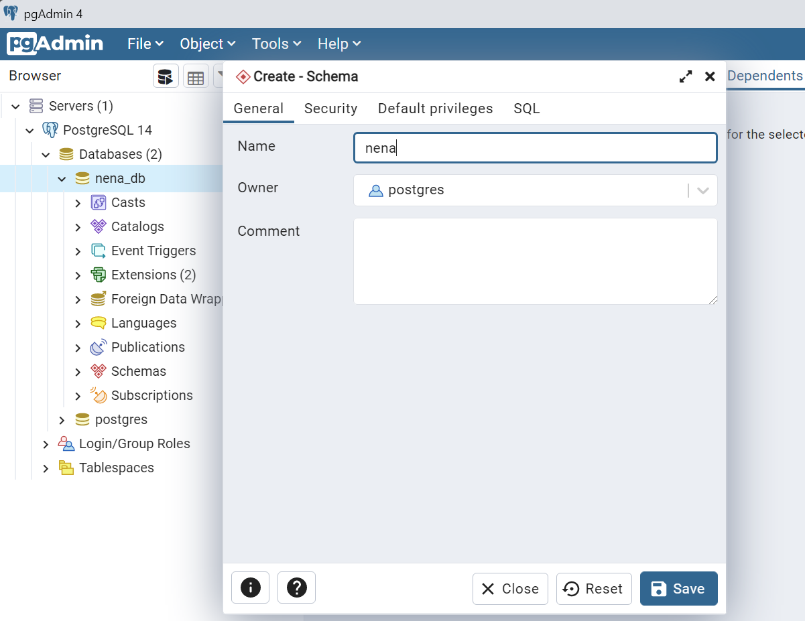 pgAdmin 4
pgAdmin File Object Tools Help
Browser
Servers (1)
PostgreSQL 14
Databases (2)
nena_db
Casts
Catalogs
Event Triggers
Extensions (2)
Foreign Data Wrap
Languages
Publications
Schemas
Subscriptions
postgres
Login/Group Roles
Tablespaces
Create - Schema
General Security Default privileges SQL
Name nena
Owner postgres
Comment
Close Reset Save
Dependents
for the select